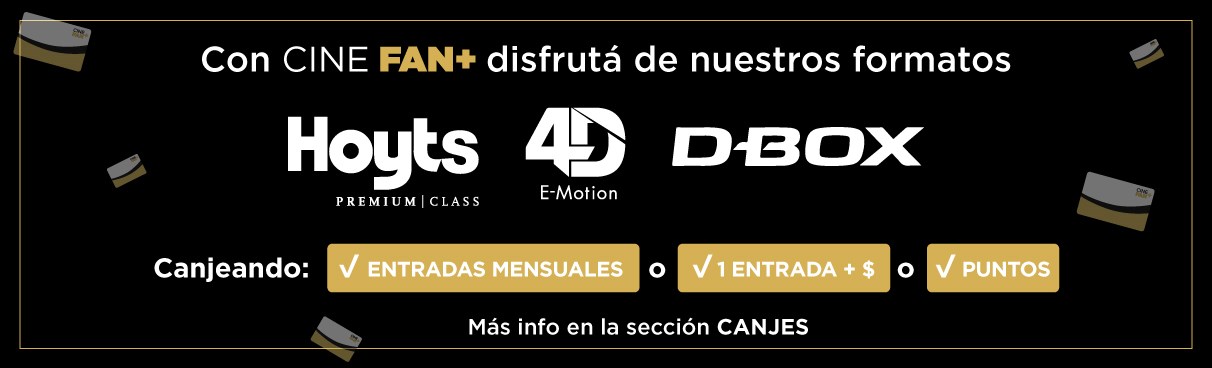 Con CINE FAN+ disfrutá de nuestros formatos
Hoyts
PREMIUM | CLASS
4D
E-Motion
D-BOX
Canjeando: √ ENTRADAS MENSUALES o √ 1 ENTRADA + $ o √ PUNTOS
Más info en la sección CANJES